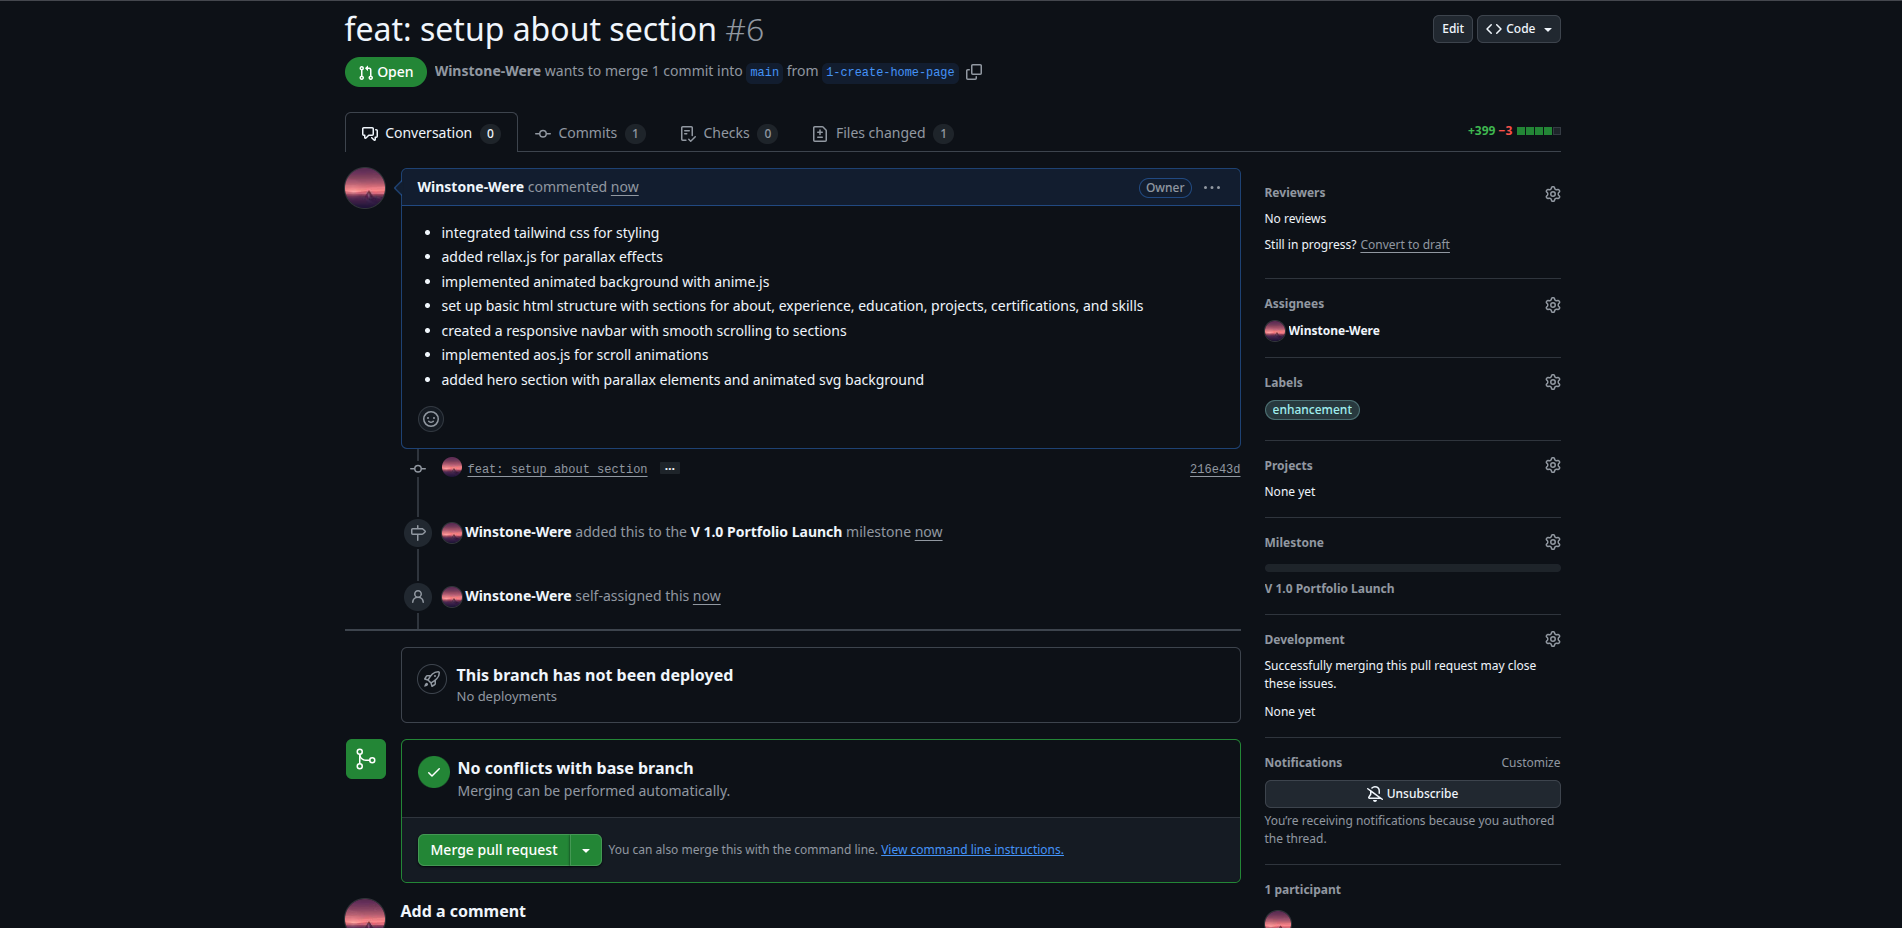 feat: setup about section #6
Edit
Code
Open
Winstone-Were wants to merge 1 commit into main from 1-create-home-page
Conversation 0
Commits 1
Checks 0
Files changed 1
+399 −3
Winstone-Were commented now
Owner
integrated tailwind css for styling
added rellax.js for parallax effects
implemented animated background with anime.js
set up basic html structure with sections for about, experience, education, projects, certifications, and skills
created a responsive navbar with smooth scrolling to sections
implemented aos.js for scroll animations
added hero section with parallax elements and animated svg background
feat: setup about section ...
216e43d
Winstone-Were added this to the V 1.0 Portfolio Launch milestone now
Winstone-Were self-assigned this now
This branch has not been deployed
No deployments
No conflicts with base branch
Merging can be performed automatically.
Merge pull request
You can also merge this with the command line. View command line instructions.
Add a comment
Reviewers
No reviews
Still in progress? Convert to draft
Assignees
Winstone-Were
Labels
enhancement
Projects
None yet
Milestone
V 1.0 Portfolio Launch
Development
Successfully merging this pull request may close
these issues.
None yet
Notifications
Customize
Unsubscribe
You're receiving notifications because you authored
the thread.
1 participant